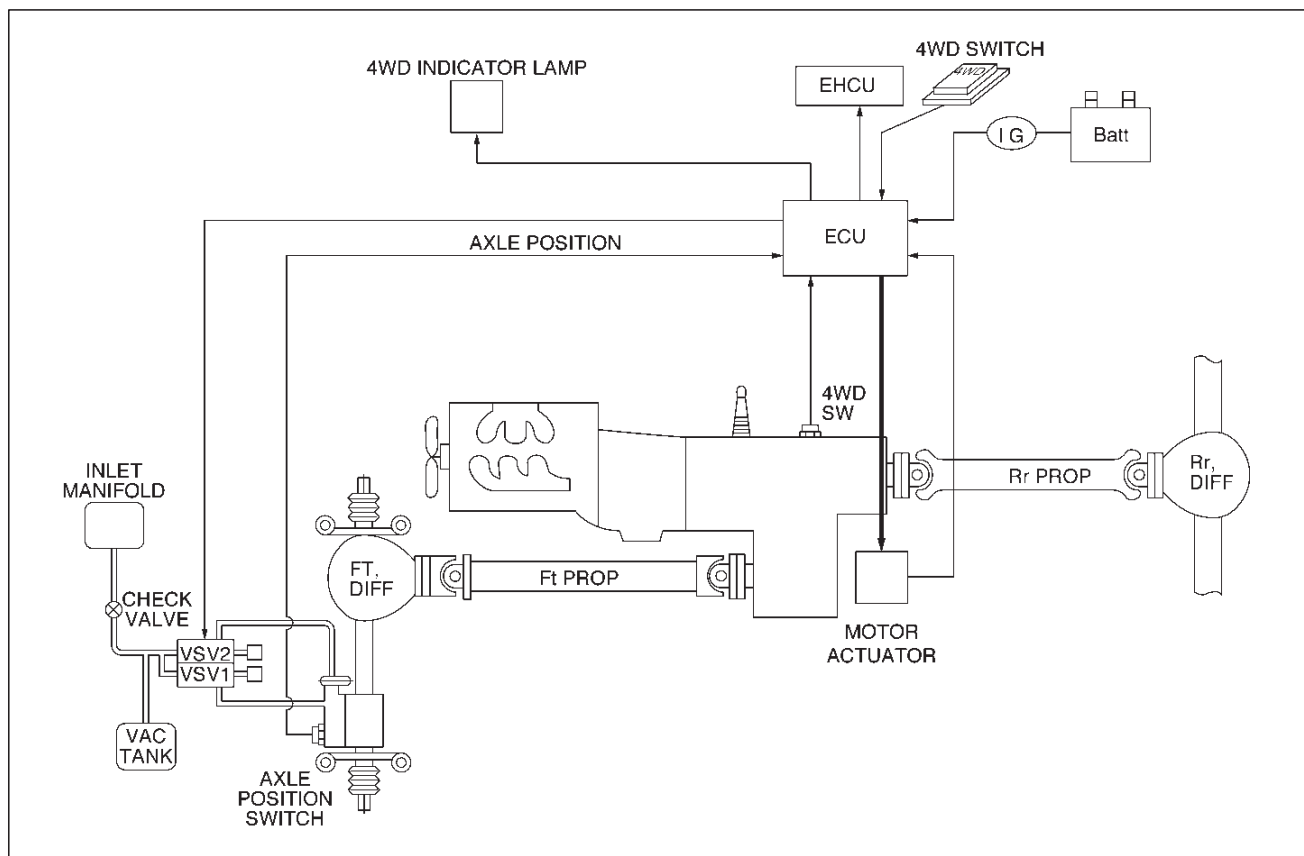 4WD SWITCH
4WD INDICATOR LAMP
4WD
EHCU
I G
Batt
ECU
AXLE POSITION
4WD
SW
INLET
MANIFOLD
Rr PROP
Rr,
DIFF
FT,
DIFF
Ft PROP
CHECK
VALVE
MOTOR
ACTUATOR
VSV2
VSV1
VAC
TANK
AXLE
POSITION
SWITCH